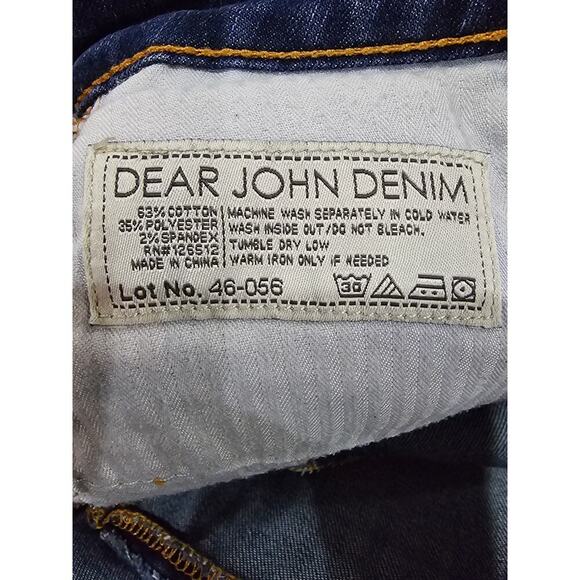 DEAR JOHN DENIM
63% COTTON
35% POLYESTER
2% SPANDEX
RN#126512
MADE IN CHINA
MACHINE WASH SEPARATELY IN COLD WATER
WASH INSIDE OUT/DO NOT BLEACH.
TUMBLE DRY LOW
WARM IRON ONLY IF NEEDED
Lot No. 46-056
30